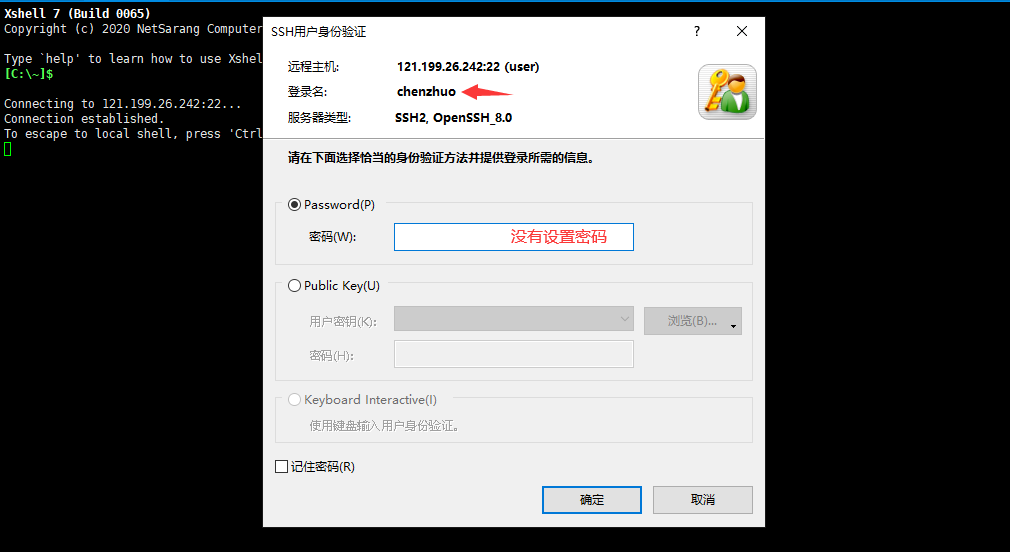 Xshell 7 (Build 0065)
Copyright (c) 2020 NetSarang Computer
Type `help' to learn how to use Xshel
[C:\~]$
Connecting to 121.199.26.242:22...
Connection established.
To escape to local shell, press 'Ctrl
SSH用户身份验证
?
远程主机: 121.199.26.242:22 (user)
登录名: chenzhuo
服务器类型: SSH2, OpenSSH_8.0
请在下面选择恰当的身份验证方法并提供登录所需的信息。
Password(P)
密码(W): 没有设置密码
Public Key(U)
用户密钥(K): 浏览(B)...
密码(H):
Keyboard Interactive(I)
使用键盘输入用户身份验证。
记住密码(R)
确定 取消